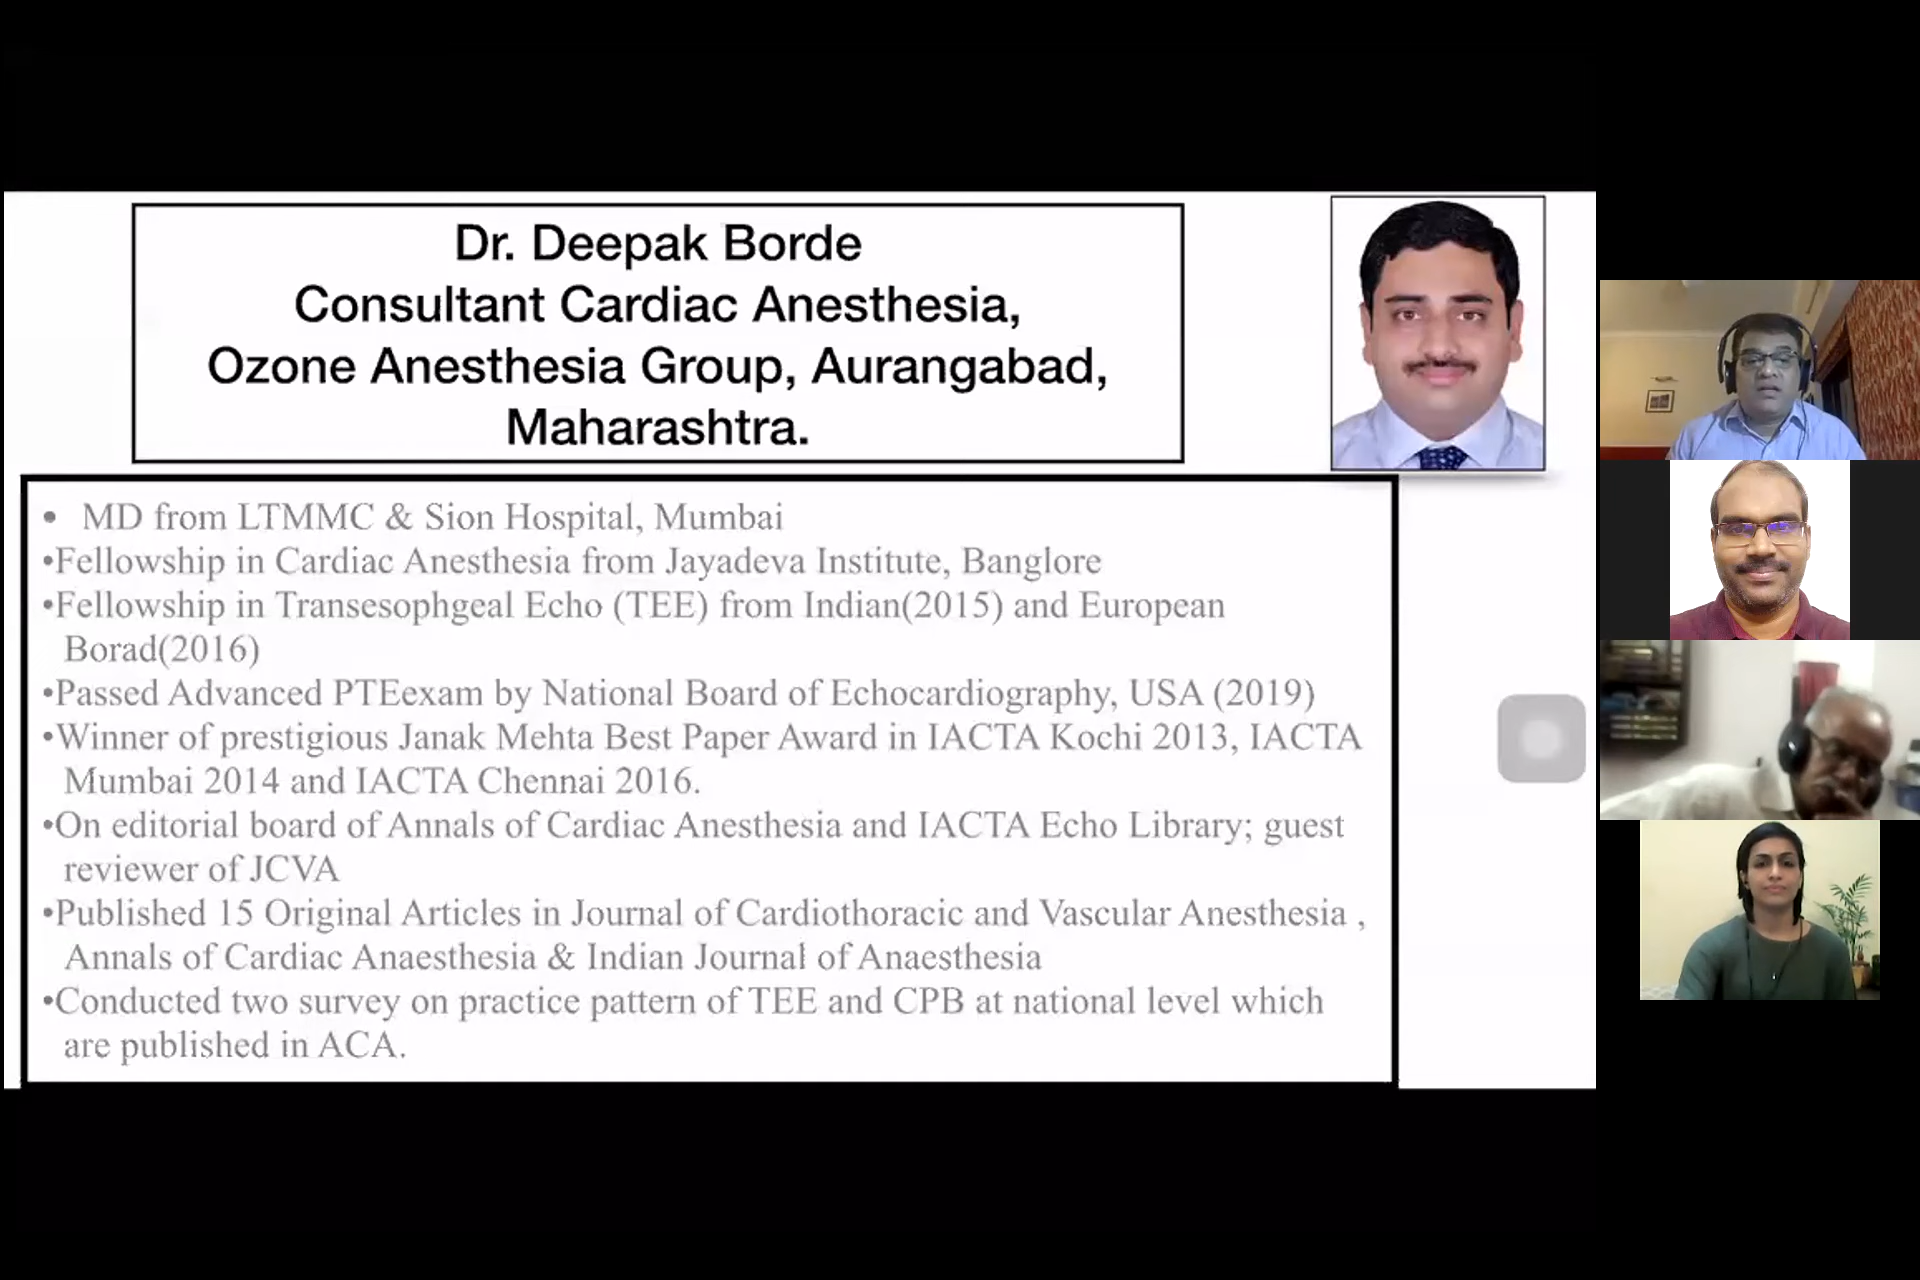 Dr. Deepak Borde
Consultant Cardiac Anesthesia,
Ozone Anesthesia Group, Aurangabad,
Maharashtra.
• MD from LTMMC & Sion Hospital, Mumbai
•Fellowship in Cardiac Anesthesia from Jayadeva Institute, Banglore
•Fellowship in Transesophgeal Echo (TEE) from Indian(2015) and European
Borad(2016)
•Passed Advanced PTEexam by National Board of Echocardiography, USA (2019)
•Winner of prestigious Janak Mehta Best Paper Award in IACTA Kochi 2013, IACTA
Mumbai 2014 and IACTA Chennai 2016.
•On editorial board of Annals of Cardiac Anesthesia and IACTA Echo Library; guest
reviewer of JCVA
•Published 15 Original Articles in Journal of Cardiothoracic and Vascular Anesthesia ,
Annals of Cardiac Anaesthesia & Indian Journal of Anaesthesia
•Conducted two survey on practice pattern of TEE and CPB at national level which
are published in ACA.